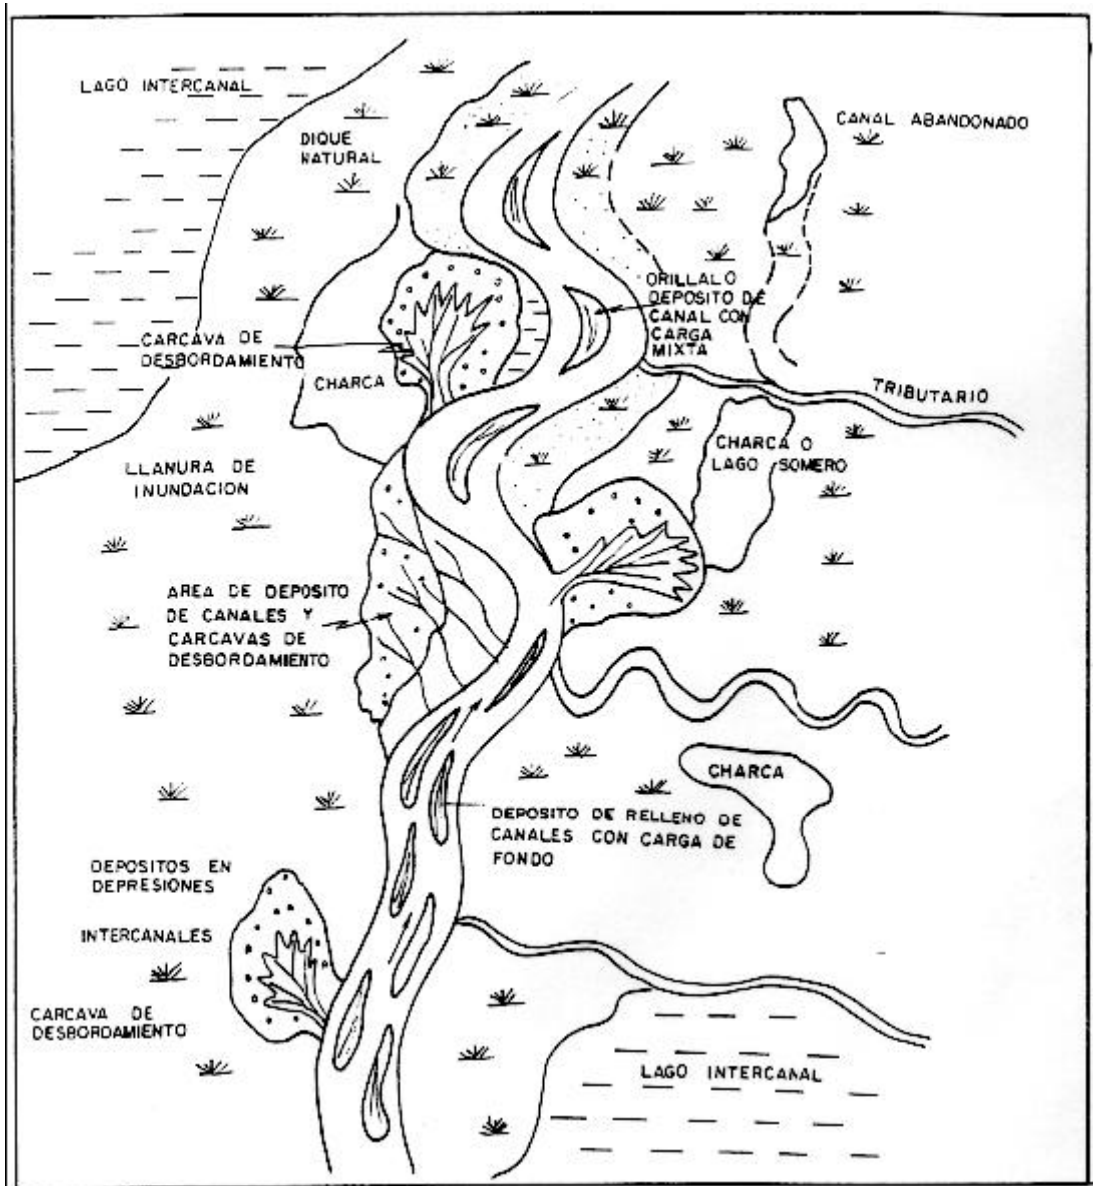 LAGO INTERCANAL
DIQUE
NATURAL
CANAL ABANDONADO
ORILLAL O
DEPOSITO DE
CANAL CON
CARGA
MIXTA
CARCAVA DE
DESBORDAMIENTO
CHARCA
TRIBUTARIO
CHARCA O
LAGO SOMERO
LLANURA DE
INUNDACION
AREA DE DEPOSITO
DE CANALES Y
CARCAVAS DE
DESBORDAMIENTO
CHARCA
DEPOSITO DE RELLENO DE
CANALES CON CARGA DE
FONDO
DEPOSITOS EN
DEPRESIONES
INTERCANALES
CARCAVA DE
DESBORDAMIENTO
LAGO INTERCANAL